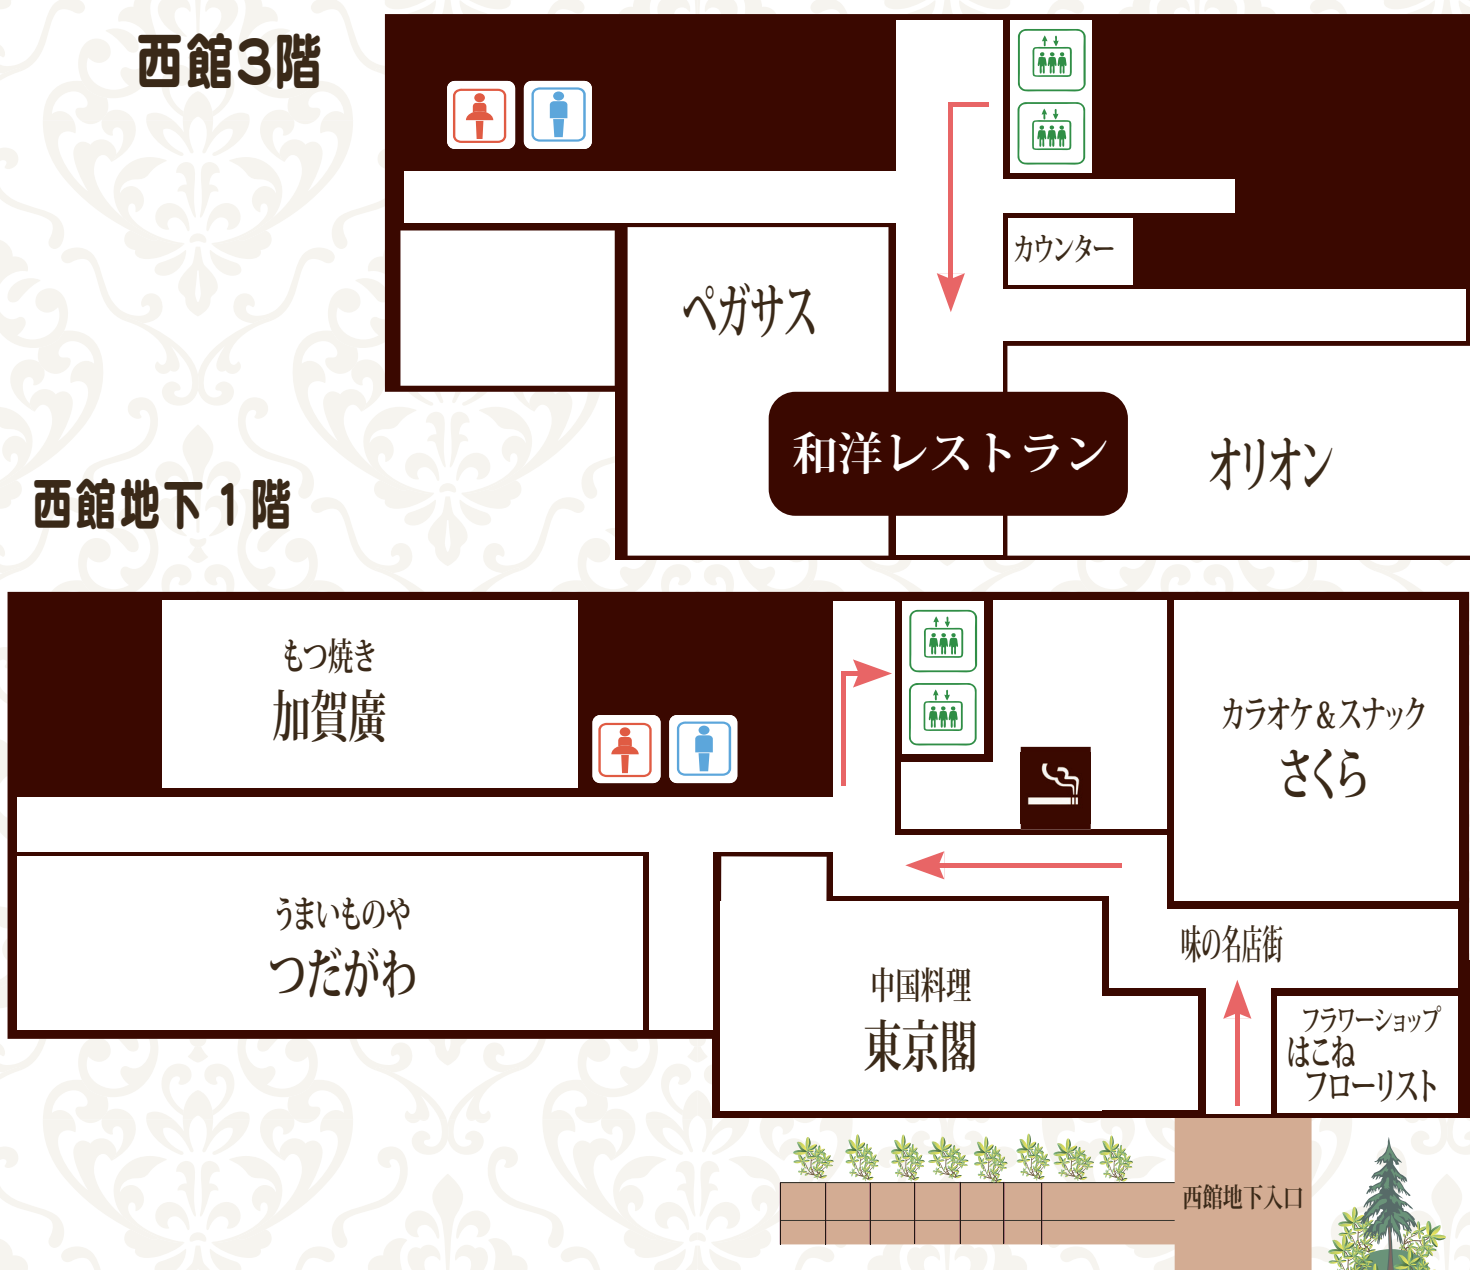 西館3階
カウンター
ペガサス
和洋レストラン
オリオン
西館地下1階
もつ焼き
加賀廣
カラオケ&スナック
さくら
うまいものや
つだがわ
味の名店街
中国料理
東京閣
フラワーショップ
はこね
フローリスト
西館地下入口